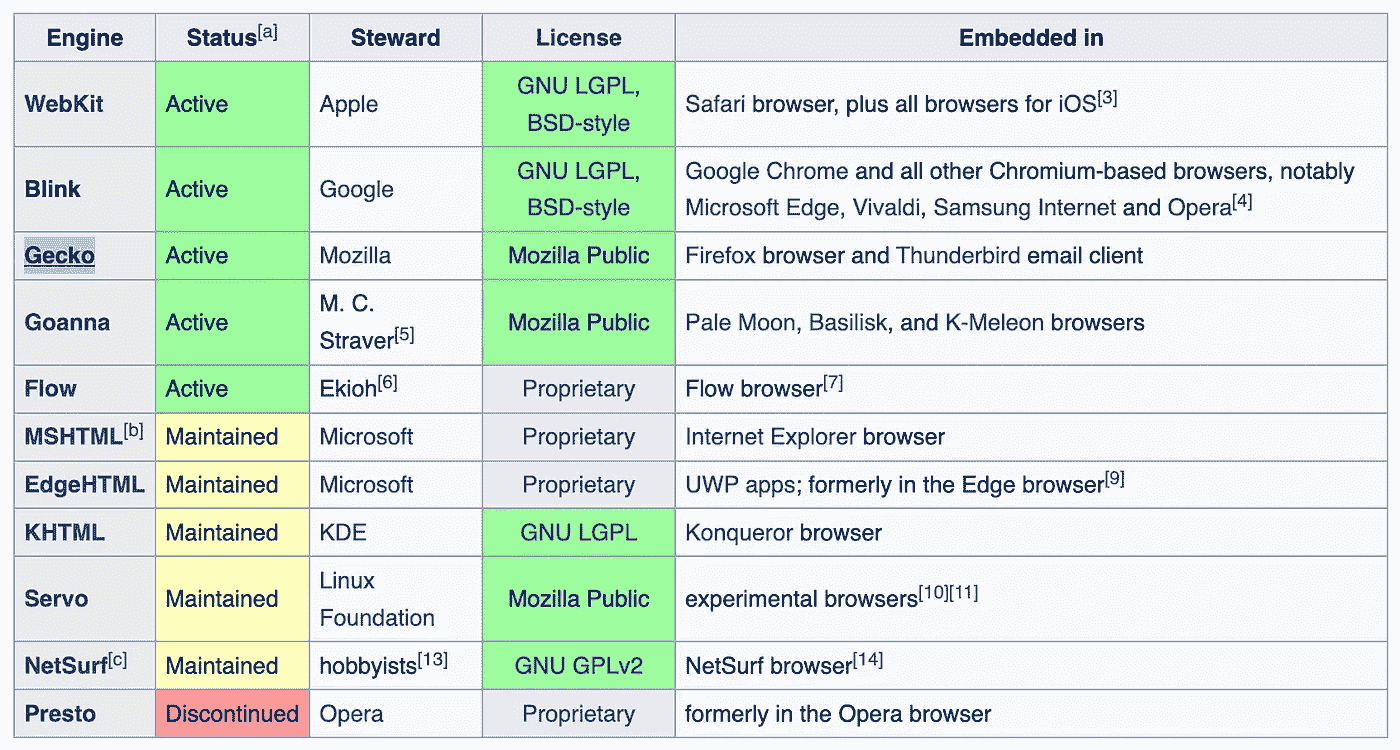 Engine Status[a] Steward License Embedded in
WebKit Active Apple GNU LGPL, BSD-style Safari browser, plus all browsers for iOS[3]
Blink Active Google GNU LGPL, BSD-style Google Chrome and all other Chromium-based browsers, notably
Microsoft Edge, Vivaldi, Samsung Internet and Opera[4]
Gecko Active Mozilla Mozilla Public Firefox browser and Thunderbird email client
Goanna Active M. C. Straver[5] Mozilla Public Pale Moon, Basilisk, and K-Meleon browsers
Flow Active Ekioh[6] Proprietary Flow browser[7]
MSHTML[b] Maintained Microsoft Proprietary Internet Explorer browser
EdgeHTML Maintained Microsoft Proprietary UWP apps; formerly in the Edge browser[9]
KHTML Maintained KDE GNU LGPL Konqueror browser
Servo Maintained Linux Foundation Mozilla Public experimental browsers[10][11]
NetSurf[c] Maintained hobbyists[13] GNU GPLv2 NetSurf browser[14]
Presto Discontinued Opera Proprietary formerly in the Opera browser